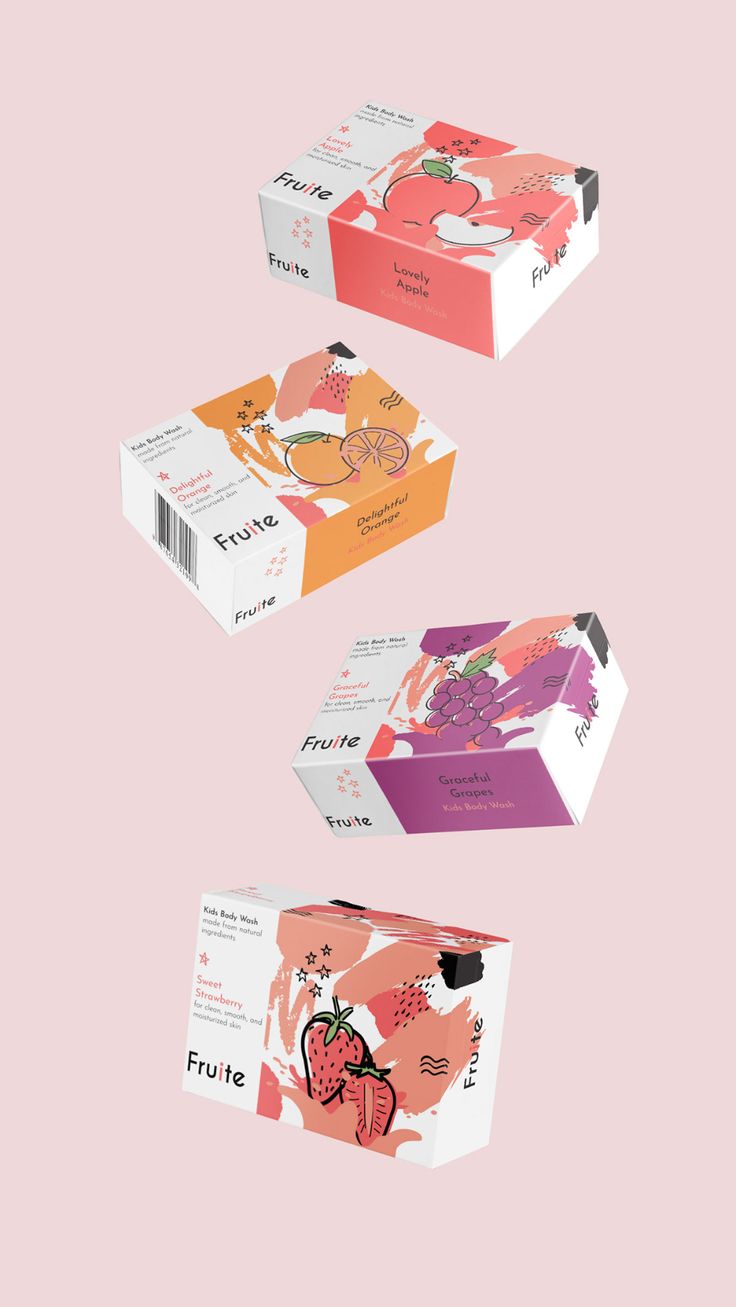 Kids Body Wash
made from natural
ingredients
Lovely
Apple
for clean, smooth, and
moisturized skin
Fruite
Fruite
Lovely
Apple
Kids Body Wash
Fruite
Kids Body Wash
made from natural
ingredients
Delightful
Orange
for clean, smooth, and
moisturized skin
Fruite
Fruite
Delightful
Orange
Kids Body Wash
Kids Body Wash
made from natural
ingredients
Graceful
Grapes
for clean, smooth, and
moisturized skin
Fruite
Fruite
Graceful
Grapes
Kids Body Wash
Fruite
Kids Body Wash
made from natural
ingredients
Sweet
Strawberry
for clean, smooth, and
moisturized skin
Fruite
Fruite